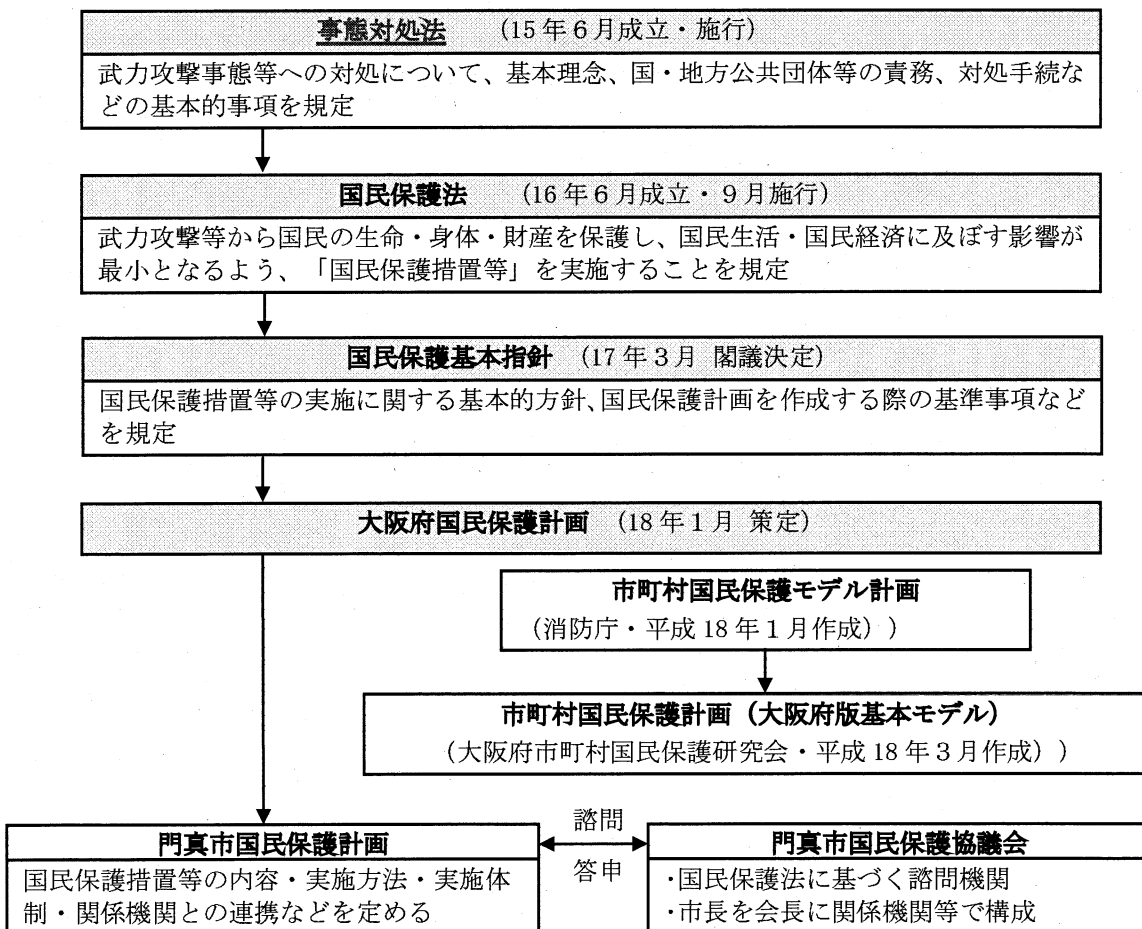 事態対処法　(15年6月成立・施行)
武力攻撃事態等への対処について、基本理念、国・地方公共団体等の責務、対処手続な
どの基本的事項を規定
国民保護法　(16年6月成立・9月施行)
武力攻撃等から国民の生命・身体・財産を保護し、国民生活・国民経済に及ぼす影響が
最小となるよう、「国民保護措置等」を実施することを規定
国民保護基本指針　(17年3月 閣議決定)
国民保護措置等の実施に関する基本的方針、国民保護計画を作成する際の基準事項など
を規定
大阪府国民保護計画　(18年1月 策定)
市町村国民保護モデル計画
(消防庁・平成18年1月作成))
市町村国民保護計画（大阪府版基本モデル）
(大阪府市町村国民保護研究会・平成18年3月作成))
門真市国民保護計画
国民保護措置等の内容・実施方法・実施体
制・関係機関との連携などを定める
諮問
答申
門真市国民保護協議会
・国民保護法に基づく諮問機関
・市長を会長に関係機関等で構成